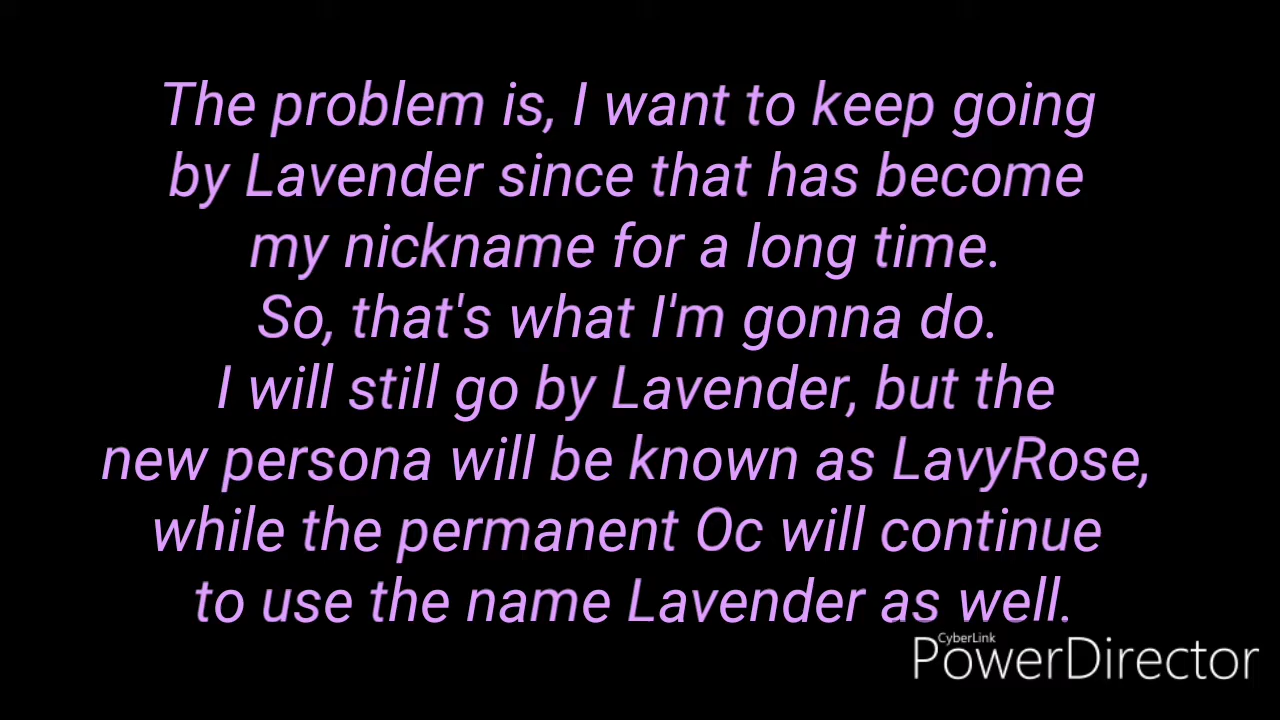 The problem is, I want to keep going
by Lavender since that has become
my nickname for a long time.
So, that's what I'm gonna do.
I will still go by Lavender, but the
new persona will be known as LavyRose,
while the permanent Oc will continue
to use the name Lavender as well.
CyberLink
PowerDirector